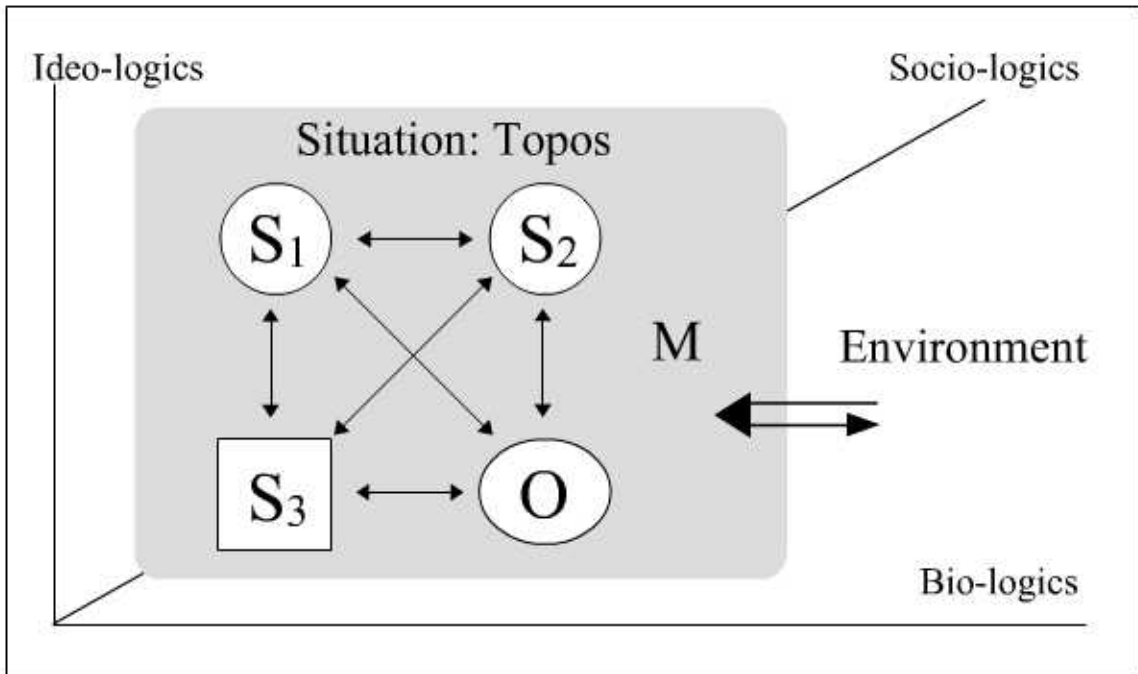 Ideo-logics
Socio-logics
Situation: Topos
S1
S2
M
Environment
S3
O
Bio-logics